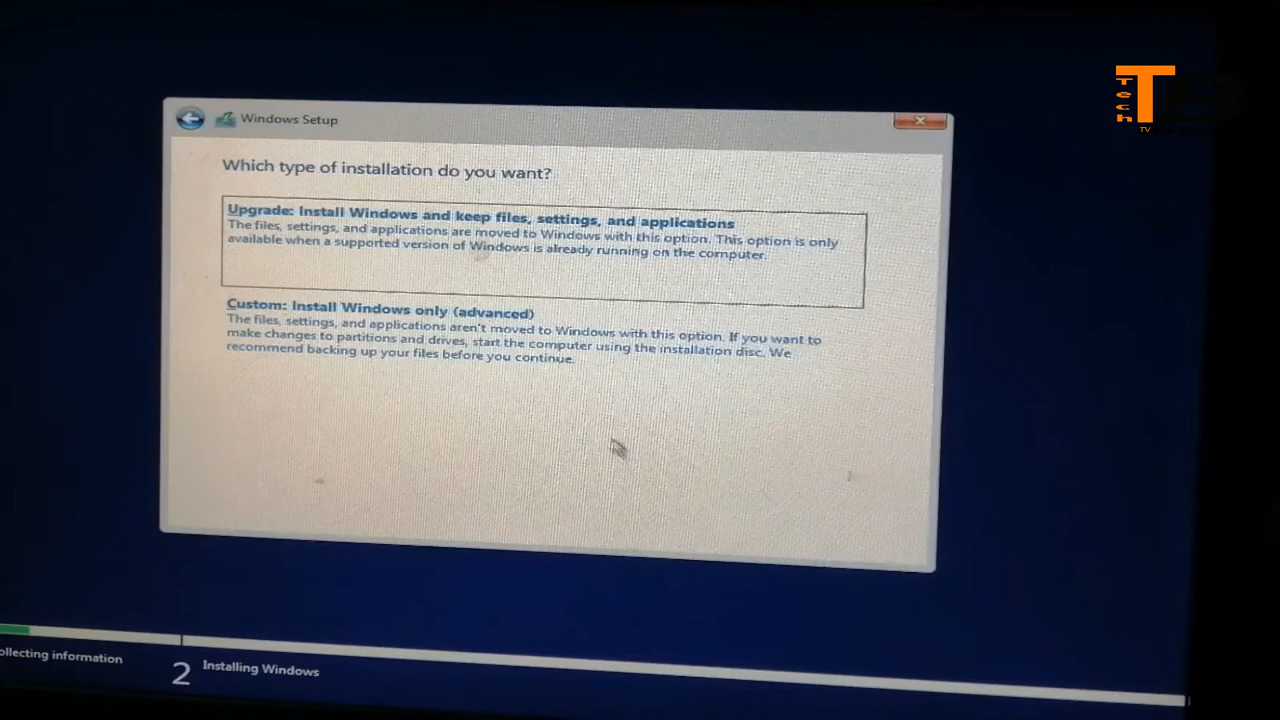 Tech
T
TV
Windows Setup
Which type of installation do you want?
Upgrade: Install Windows and keep files, settings, and applications
The files, settings, and applications are moved to Windows with this option. This option is only
available when a supported version of Windows is already running on the computer.
Custom: Install Windows only (advanced)
The files, settings, and applications aren't moved to Windows with this option. If you want to
make changes to partitions and drives, start the computer using the installation disc. We
recommend backing up your files before you continue.
ollecting information
2 Installing Windows